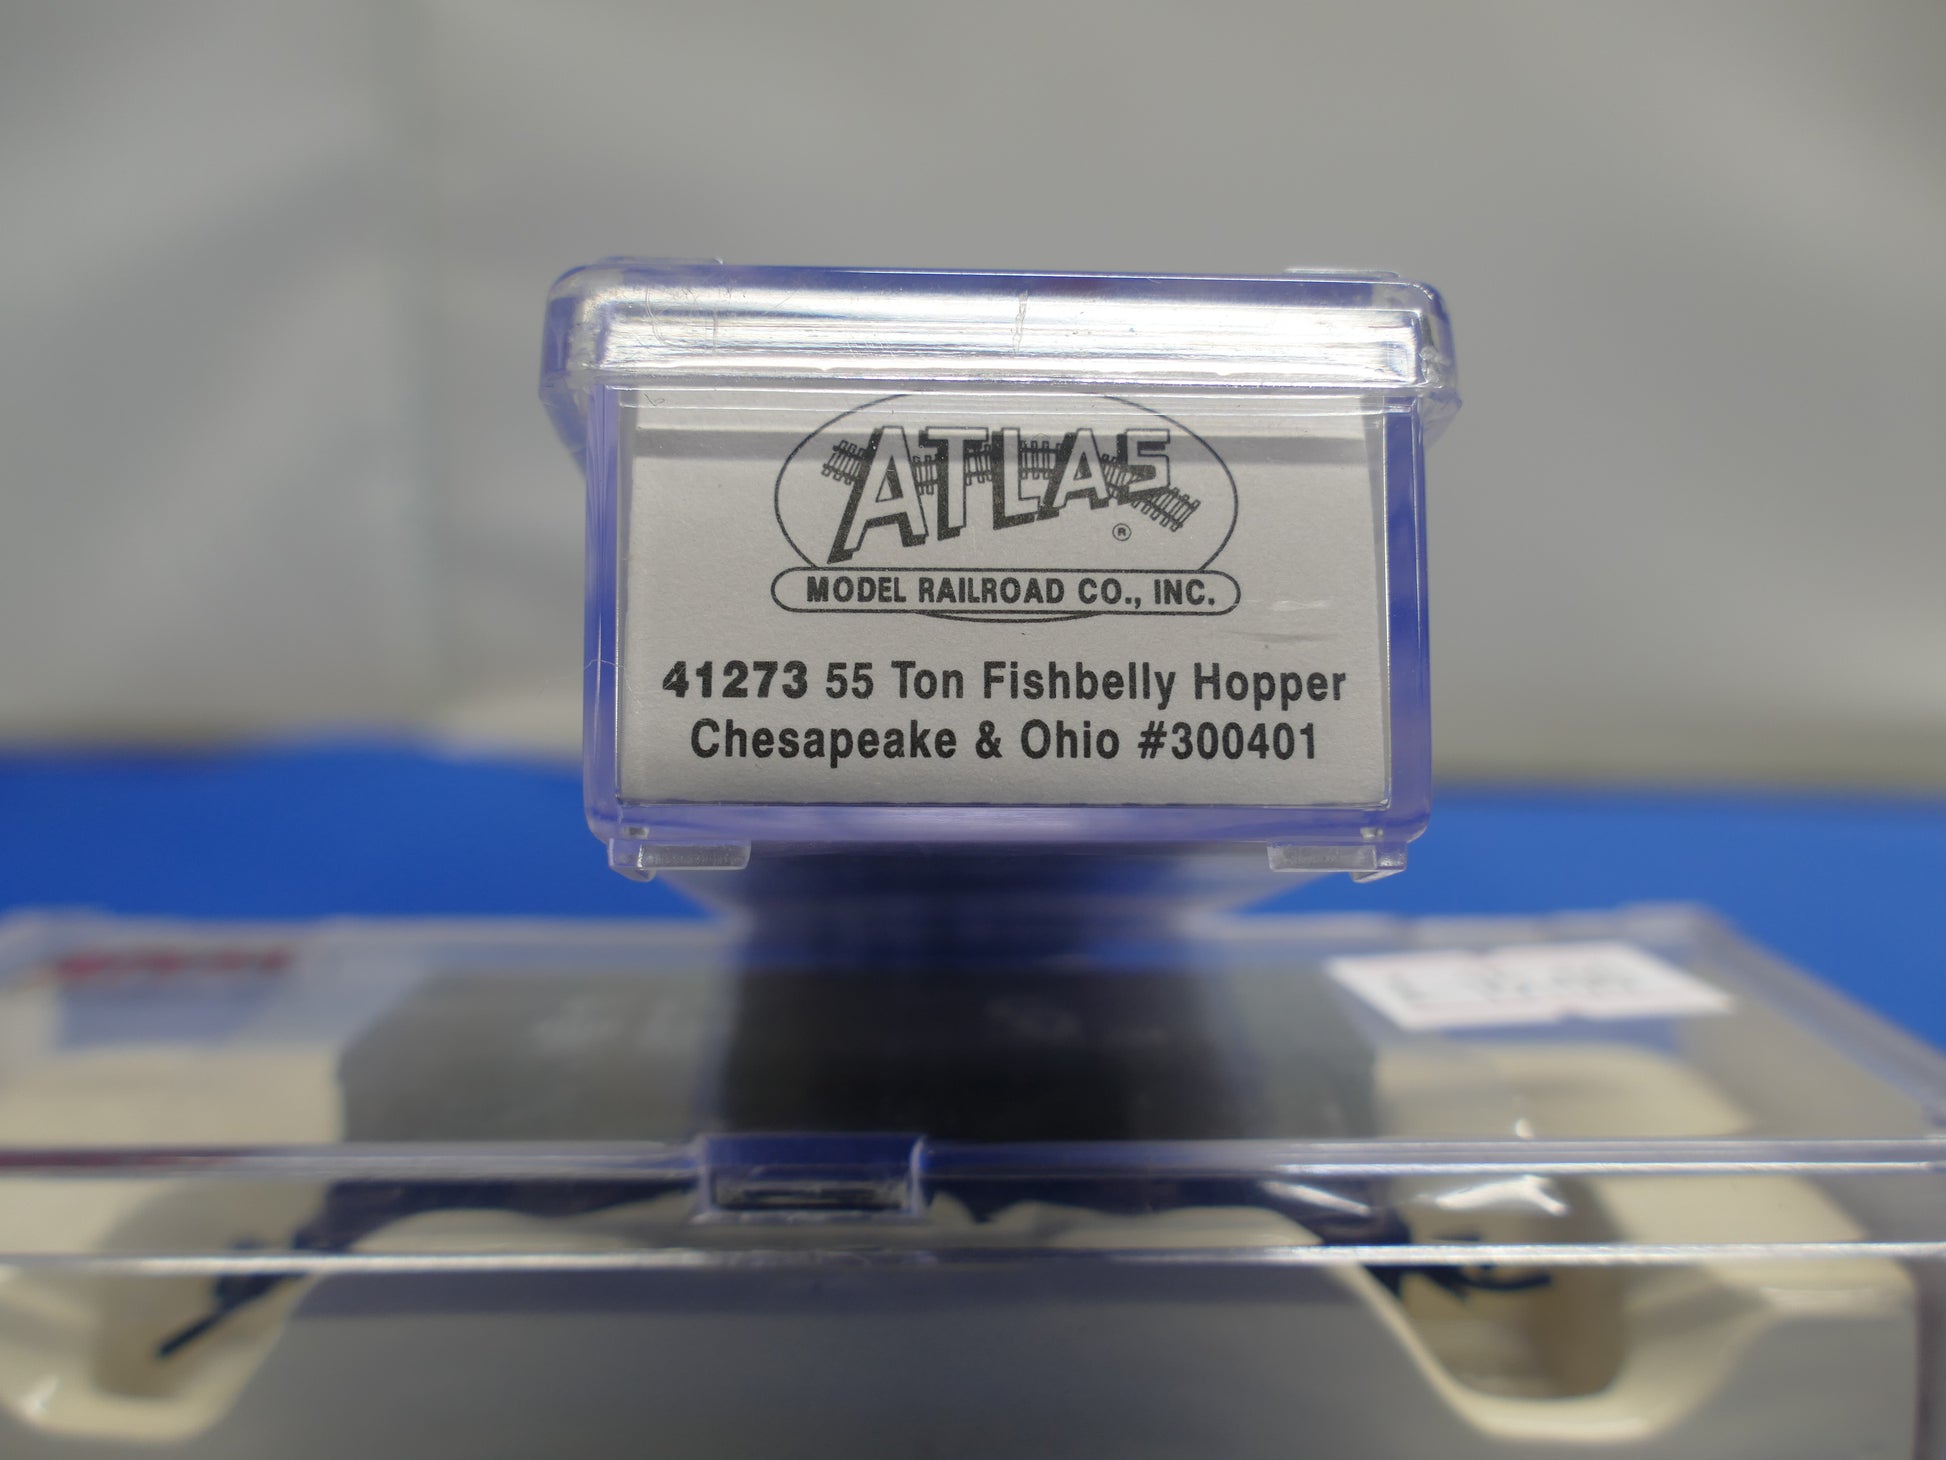 ATLAS
®
MODEL RAILROAD CO., INC.
41273 55 Ton Fishbelly Hopper
Chesapeake & Ohio #300401